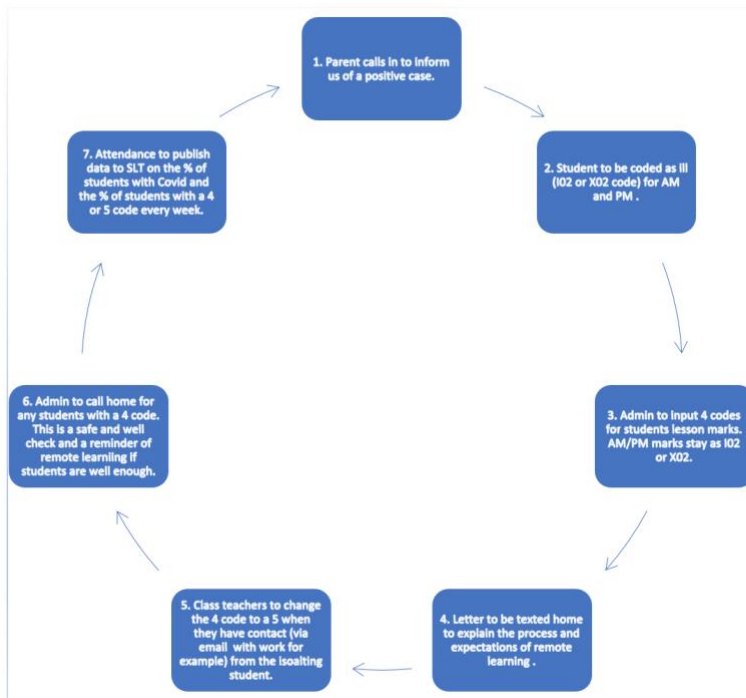 1. Parent calls in to inform
us of a positive case.
2. Student to be coded as ill
(I02 or X02 code) for AM
and PM .
3. Admin to input 4 codes
for students lesson marks.
AM/PM marks stay as I02
or X02.
4. Letter to be texted home
to explain the process and
expectations of remote
learning .
5. Class teachers to change
the 4 code to a 5 when
they have contact (via
email with work for
example) from the isoalting
student.
6. Admin to call home for
any students with a 4 code.
This is a safe and well
check and a reminder of
remote learniing if
students are well enough.
7. Attendance to publish
data to SLT on the % of
students with Covid and
the % of students with a 4
or 5 code every week.